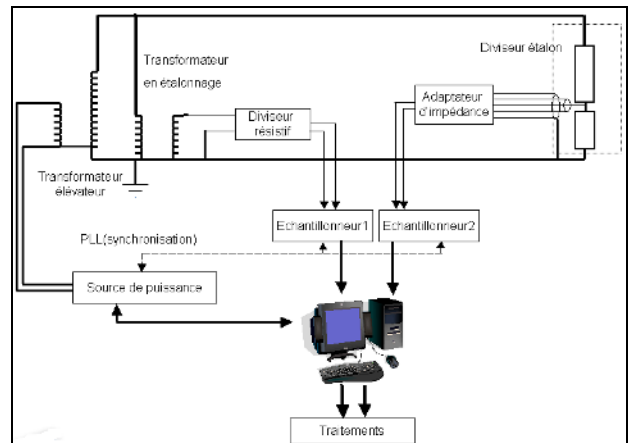 Transformateur
en étalonnage
Diviseur étalon
Diviseur
résistif
Adaptateur
d'impédance
Transformateur
élévateur
Echantillonneur1
Echantillonneur2
PLL(synchronisation)
Source de puissance
Traitements